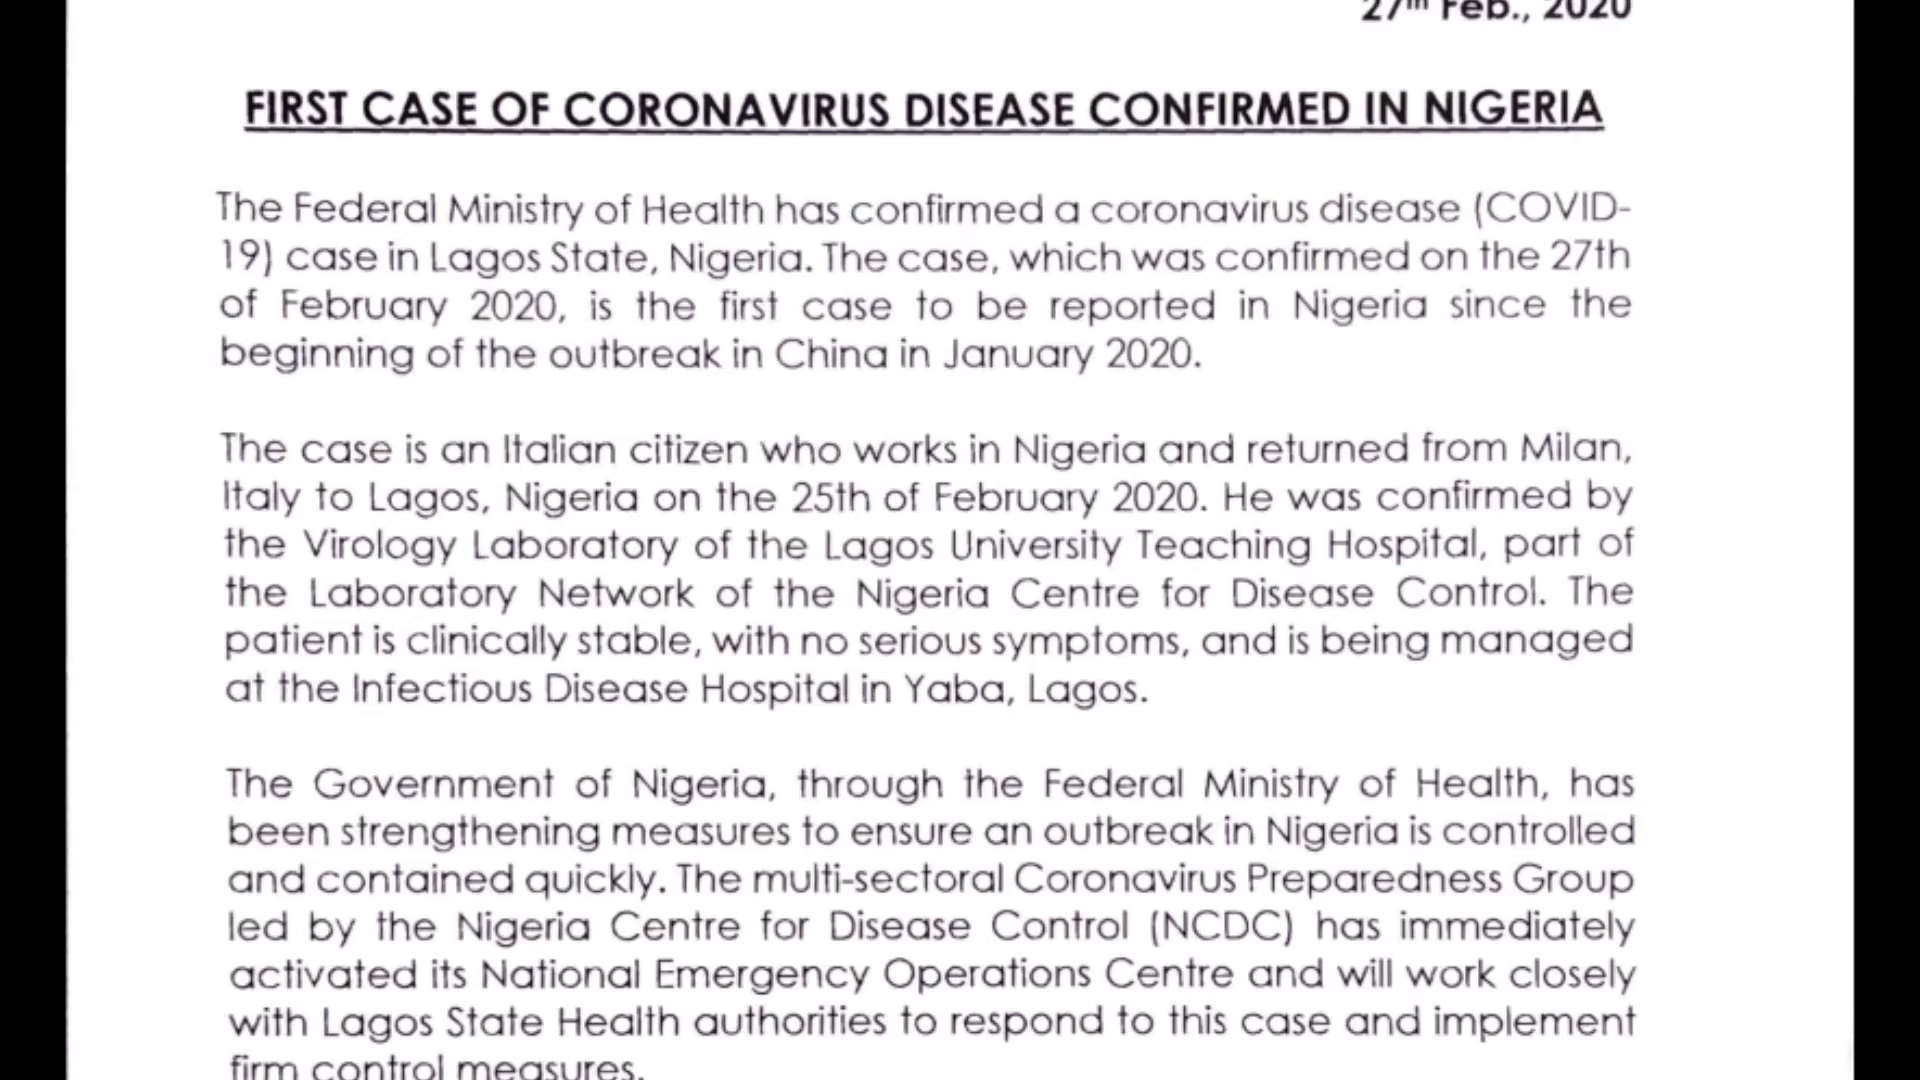 27th Feb., 2020
FIRST CASE OF CORONAVIRUS DISEASE CONFIRMED IN NIGERIA
The Federal Ministry of Health has confirmed a coronavirus disease (COVID-
19) case in Lagos State, Nigeria. The case, which was confirmed on the 27th
of February 2020, is the first case to be reported in Nigeria since the
beginning of the outbreak in China in January 2020.
The case is an Italian citizen who works in Nigeria and returned from Milan,
Italy to Lagos, Nigeria on the 25th of February 2020. He was confirmed by
the Virology Laboratory of the Lagos University Teaching Hospital, part of
the Laboratory Network of the Nigeria Centre for Disease Control. The
patient is clinically stable, with no serious symptoms, and is being managed
at the Infectious Disease Hospital in Yaba, Lagos.
The Government of Nigeria, through the Federal Ministry of Health, has
been strengthening measures to ensure an outbreak in Nigeria is controlled
and contained quickly. The multi-sectoral Coronavirus Preparedness Group
led by the Nigeria Centre for Disease Control (NCDC) has immediately
activated its National Emergency Operations Centre and will work closely
with Lagos State Health authorities to respond to this case and implement
firm control measures.